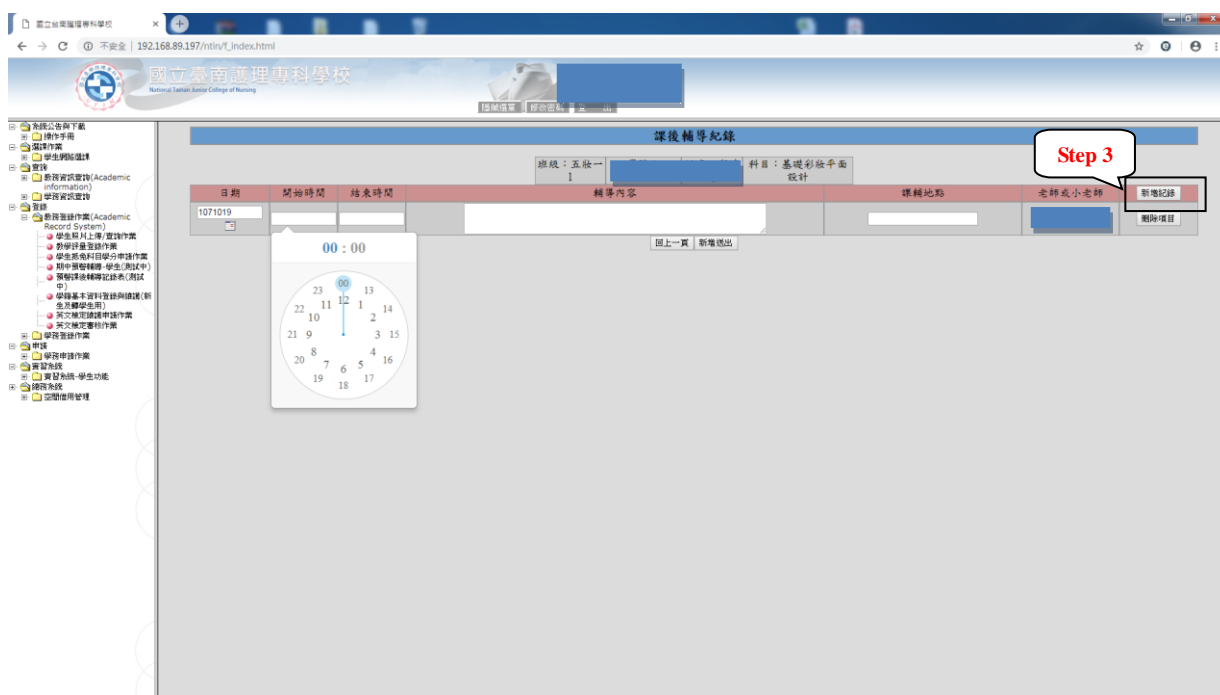 國立台南護理專科學校
不安全 | 192.168.89.197/ntin/f_index.html
國立臺南護理專科學校
National Tainan Junior College of Nursing
隱藏選單 修改密碼 登 出
系統公告與下載
操作手冊
選課作業
學生網路選課
查詢
教務資訊查詢(Academic
information)
學務資訊查詢
登錄
教務登錄作業(Academic
Record System)
學生照片上傳/查詢作業
教學評量登錄作業
學生抵免科目學分申請作業
期中預警輔導-學生(測試中)
預警課後輔導記錄表(測試
中)
學籍基本資料登錄與維護(新
生及轉學生用)
英文檢定維護申請作業
英文檢定審核作業
學務登錄作業
申請
學務申請作業
實習系統
實習系統-學生功能
總務系統
空間借用管理
課後輔導紀錄
Step 3
班級：五妝一
1
科目：基礎彩妝平面
設計
日期 開始時間 結束時間 輔導內容 課輔地點 老師或小老師 新增記錄
1071019
刪除項目
回上一頁 新增送出
00 : 00
00
23 13
22 11 12 1 14
10 2
21 9 3 15
8 4
20 7 6 5 16
19 18 17